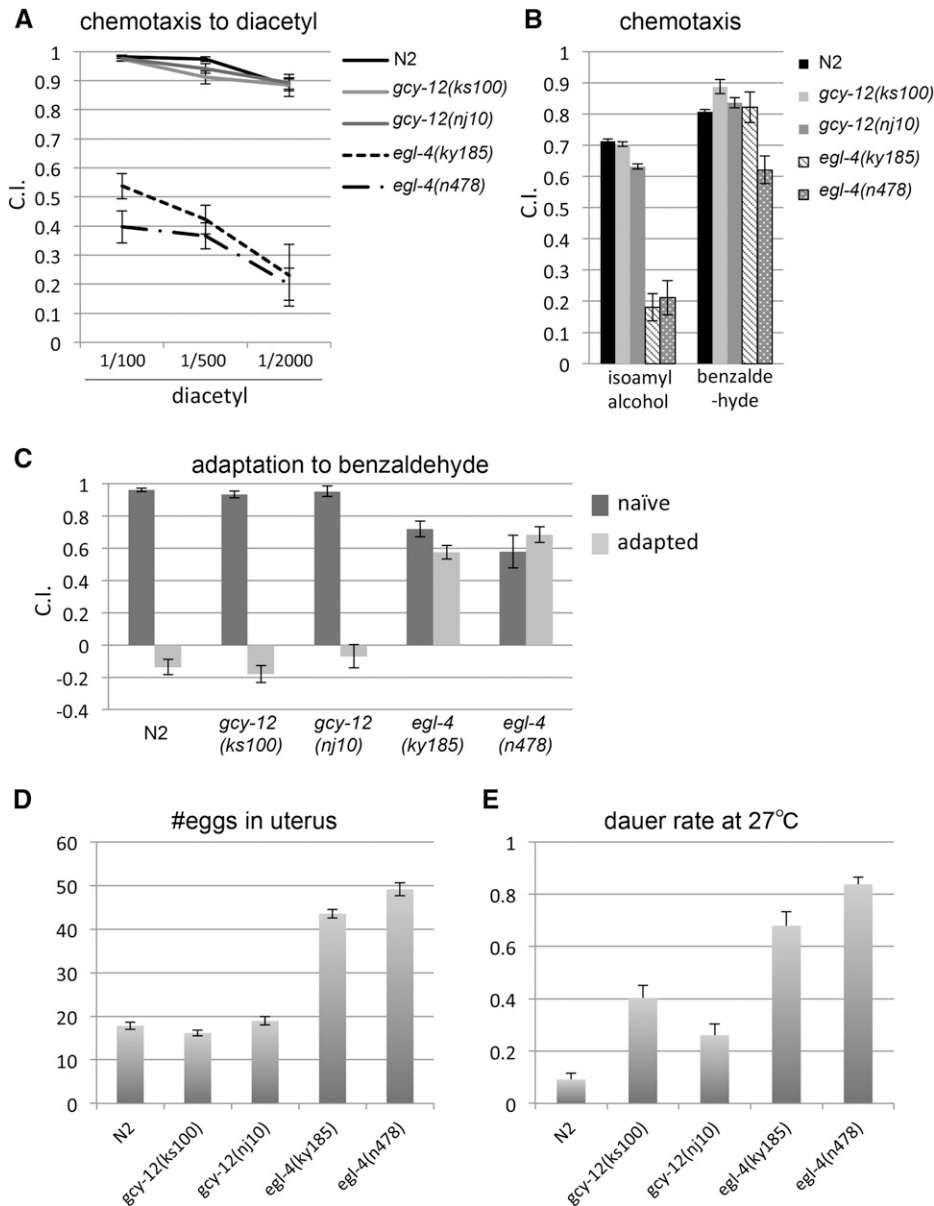 A
chemotaxis to diacetyl
C.I.
1
0.9
0.8
0.7
0.6
0.5
0.4
0.3
0.2
0.1
0
1/100 1/500 1/2000
diacetyl
N2
gcy-12(ks100)
gcy-12(nj10)
egl-4(ky185)
egl-4(n478)
B
chemotaxis
C.I.
1
0.9
0.8
0.7
0.6
0.5
0.4
0.3
0.2
0.1
0
isoamyl
alcohol
benzalde
-hyde
N2
gcy-12(ks100)
gcy-12(nj10)
egl-4(ky185)
egl-4(n478)
C
adaptation to benzaldehyde
C.I.
1
0.8
0.6
0.4
0.2
0
-0.2
-0.4
N2
gcy-12
(ks100)
gcy-12
(nj10)
egl-4
(ky185)
egl-4
(n478)
naïve
adapted
D
#eggs in uterus
60
50
40
30
20
10
0
N2
gcy-12(ks100)
gcy-12(nj10)
egl-4(ky185)
egl-4(n478)
E
dauer rate at 27℃
1
0.8
0.6
0.4
0.2
0
N2
gcy-12(ks100)
gcy-12(nj10)
egl-4(ky185)
egl-4(n478)